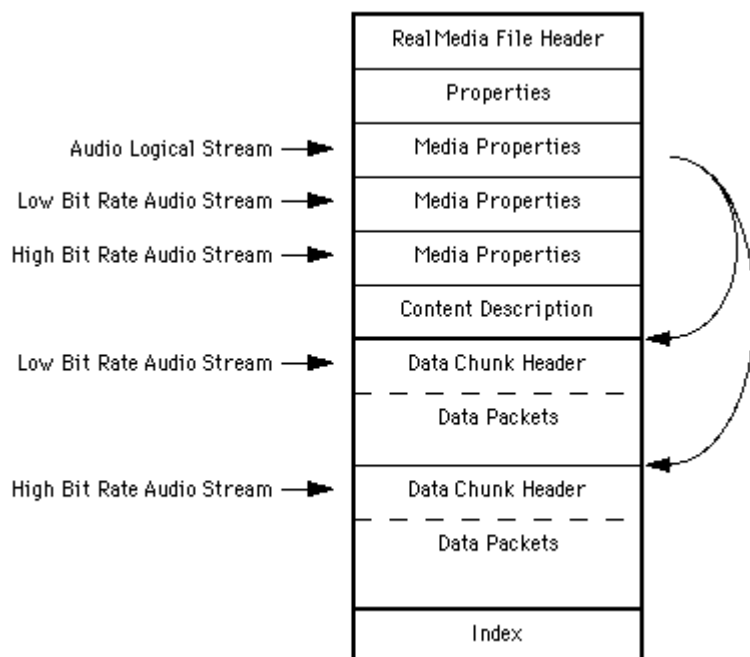 RealMedia File Header
Properties
Audio Logical Stream
Media Properties
Low Bit Rate Audio Stream
Media Properties
High Bit Rate Audio Stream
Media Properties
Content Description
Low Bit Rate Audio Stream
Data Chunk Header
Data Packets
High Bit Rate Audio Stream
Data Chunk Header
Data Packets
Index